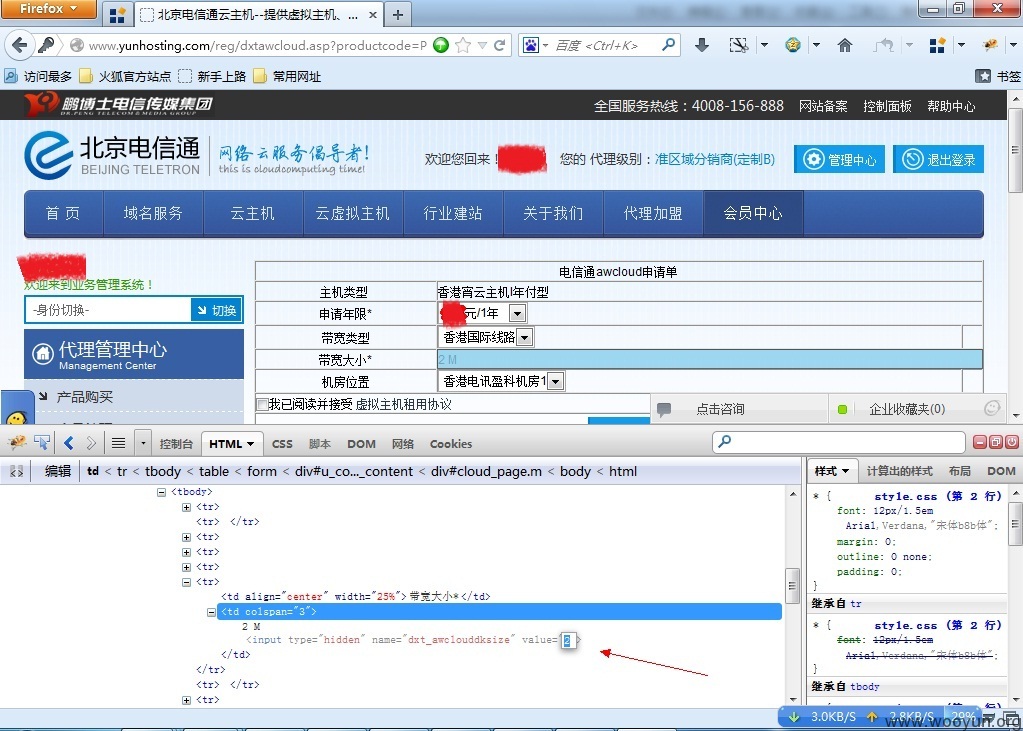 Firefox
北京电信通云主机--提供虚拟主机、...
www.yunhosting.com/reg/dxtawcloud.asp?productcode=P
百度 <Ctrl+K>
访问最多 火狐官方站点 新手上路 常用网址 书签
鹏博士电信传媒集团 全国服务热线：4008-156-888 网站备案 控制面板 帮助中心
DR.PENG TELECOM & MEDIA GROUP
北京电信通 网络云服务倡导者!
BEIJING TELETRON this is cloudcomputing time!
欢迎您回来！ 您的 代理级别：准区域分销商(定制B) 管理中心 退出登录
首 页 域名服务 云主机 云虚拟主机 行业建站 关于我们 代理加盟 会员中心
欢迎来到业务管理系统！
-身份切换- 切换
代理管理中心
Management Center
产品购买
电信通awcloud申请单
主机类型 香港宵云主机I年付型
申请年限* 元/1年
带宽类型 香港国际线路
带宽大小* 2 M
机房位置 香港电讯盈科机房1
我已阅读并接受 虚拟主机租用协议
点击咨询 企业收藏夹(0)
控制台 HTML CSS 脚本 DOM 网络 Cookies
编辑 td < tr < tbody < table < form < div#u_co..._content < div#cloud_page.m < body < html
样式 计算出的样式 布局 DOM
<tbody>
<tr>
<tr> </tr>
<tr>
<tr>
<tr>
<tr>
<td align="center" width="25%"> 带宽大小*</td>
<td colspan="3">
2 M
<input type="hidden" name="dxt_awclouddksize" value="2
</td>
</tr>
<tr> </tr>
<tr>
* { style.css (第 2 行)
font: 12px/1.5em
Arial,Verdana,"宋体b8b体";
margin: 0;
outline: 0 none;
padding: 0;
}
继承自 tr
* { style.css (第 2 行)
font: 12px/1.5em
Arial,Verdana,"宋体b8b体";
}
继承自 tbody
3.0KB/S 2.8KB/S 29%
www.wooyun.org